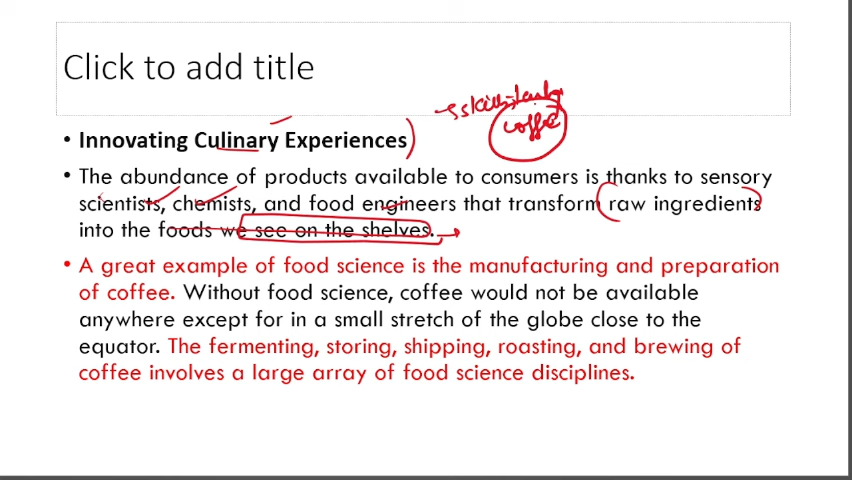 Click to add title
coffe
• Innovating Culinary Experiences
• The abundance of products available to consumers is thanks to sensory
scientists, chemists, and food engineers that transform raw ingredients
into the foods we see on the shelves.
• A great example of food science is the manufacturing and preparation
of coffee. Without food science, coffee would not be available
anywhere except for in a small stretch of the globe close to the
equator. The fermenting, storing, shipping, roasting, and brewing of
coffee involves a large array of food science disciplines.